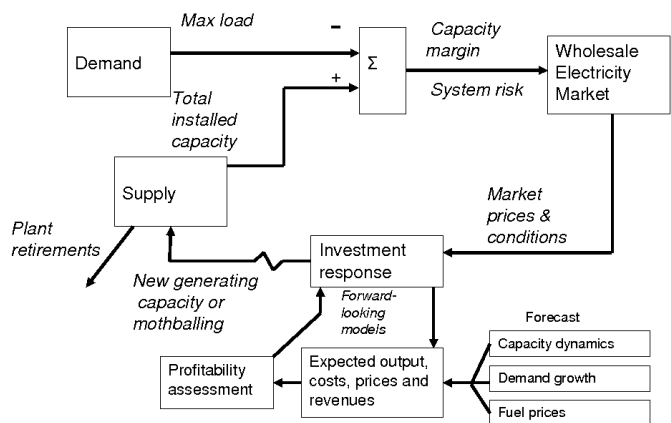 Max load
–
Demand
Σ
+
Capacity
margin
System risk
Wholesale
Electricity
Market
Total
installed
capacity
Supply
Plant
retirements
Market
prices &
conditions
Investment
response
New generating
capacity or
mothballing
Forward-
looking
models
Forecast
Capacity dynamics
Demand growth
Fuel prices
Profitability
assessment
Expected output,
costs, prices and
revenues